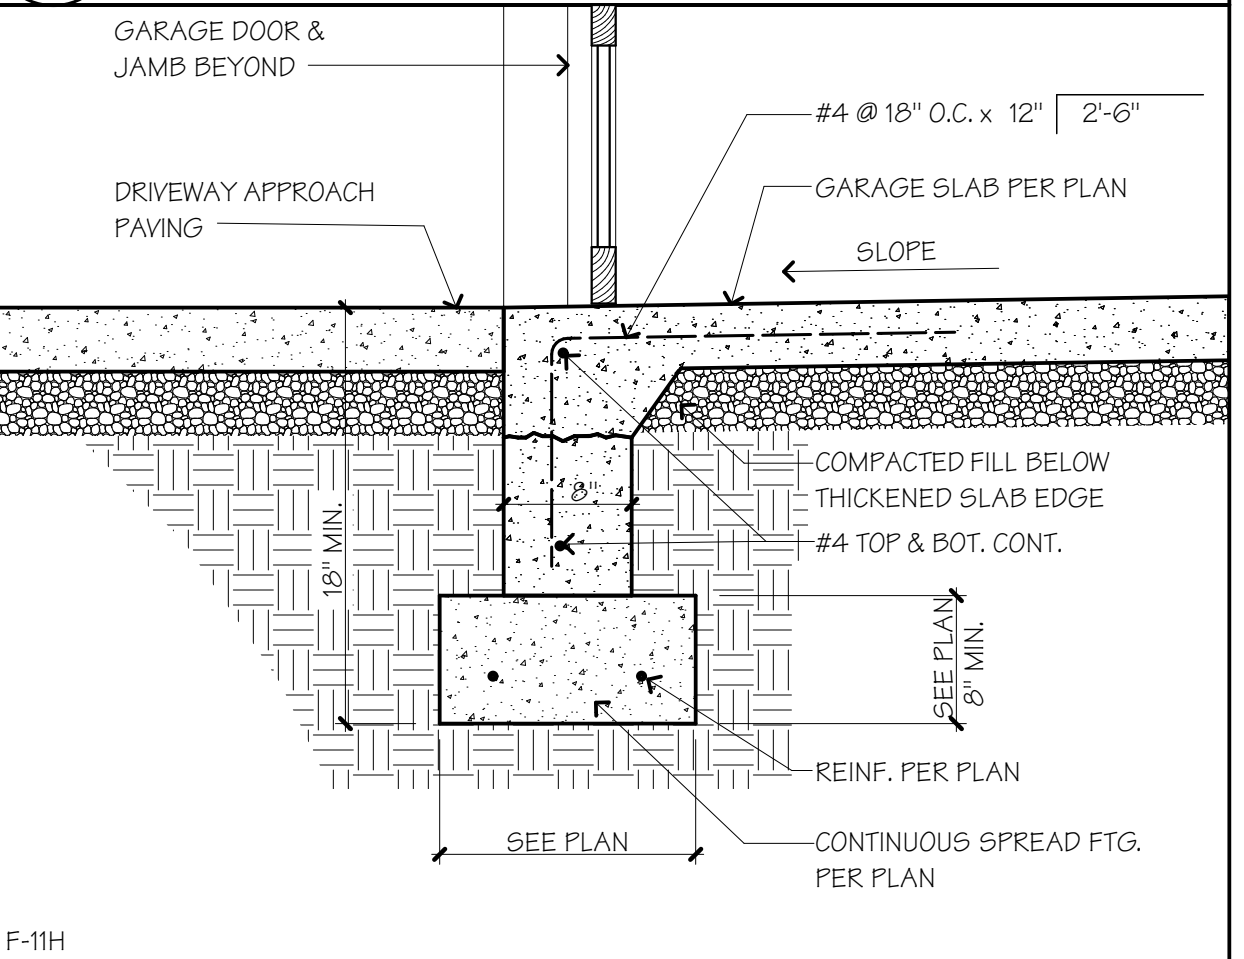 GARAGE DOOR &
JAMB BEYOND
#4 @ 18" O.C. x 12" 2'-6"
DRIVEWAY APPROACH
PAVING
GARAGE SLAB PER PLAN
SLOPE
COMPACTED FILL BELOW
THICKENED SLAB EDGE
8"
18" MIN.
#4 TOP & BOT. CONT.
SEE PLAN
8" MIN.
REINF. PER PLAN
SEE PLAN
CONTINUOUS SPREAD FTG.
PER PLAN
F-11H